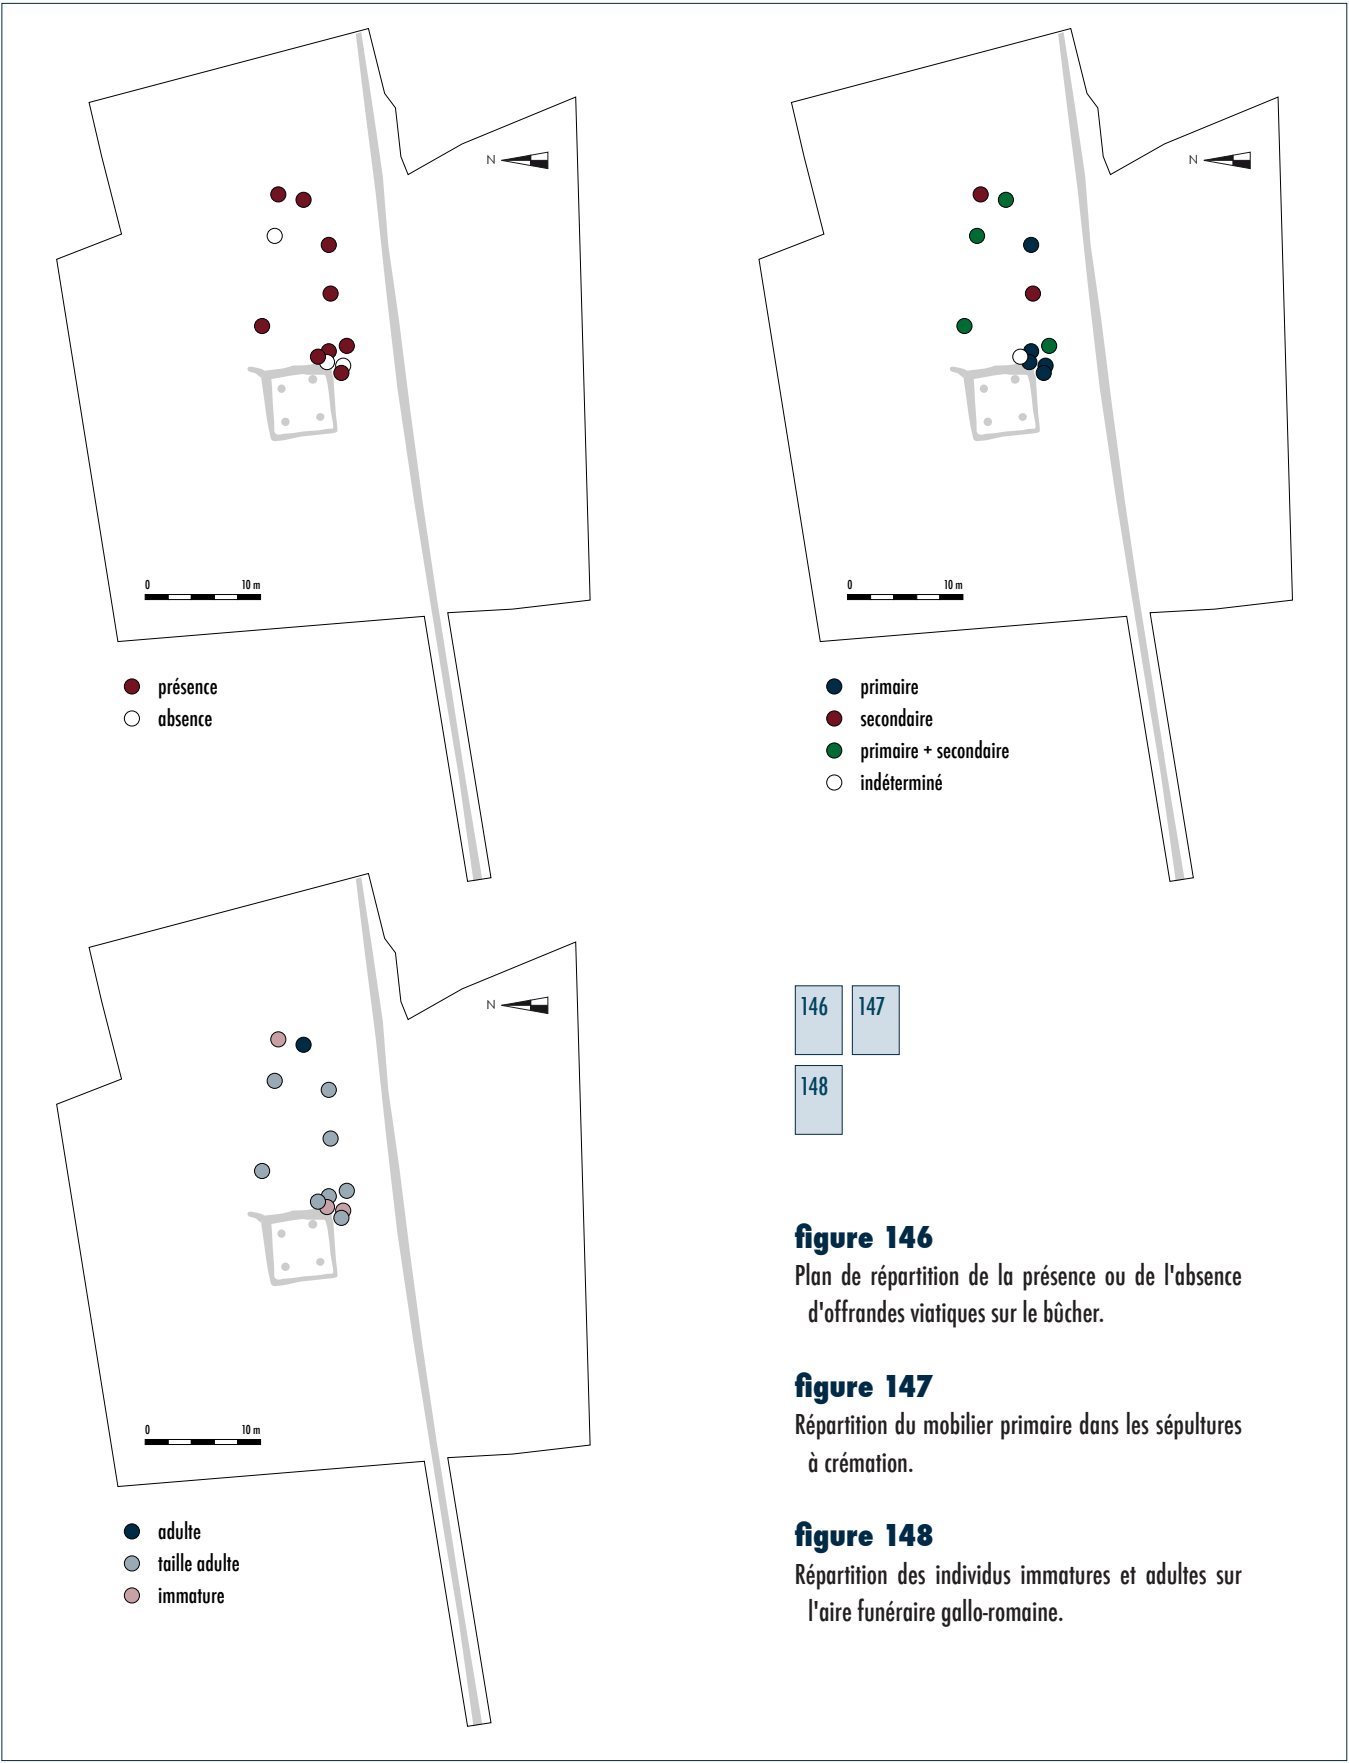 N
0 10 m
présence
absence
N
0 10 m
primaire
secondaire
primaire + secondaire
indéterminé
N
0 10 m
adulte
taille adulte
immature
146 147
148
figure 146
Plan de répartition de la présence ou de l'absence
d'offrandes viatiques sur le bûcher.
figure 147
Répartition du mobilier primaire dans les sépultures
à crémation.
figure 148
Répartition des individus immatures et adultes sur
l'aire funéraire gallo-romaine.